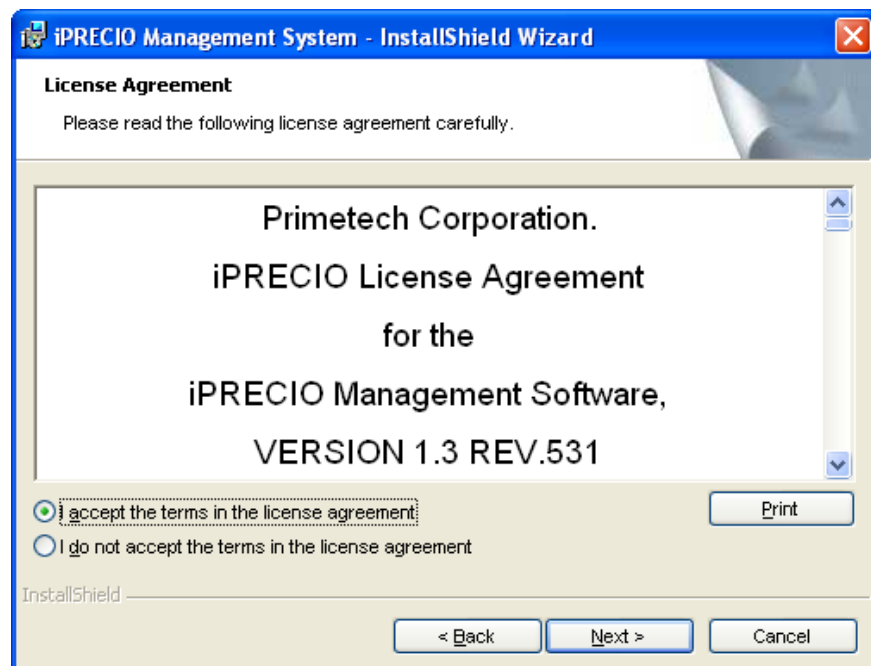 iPRECIO Management System - InstallShield Wizard
License Agreement
Please read the following license agreement carefully.
Primetech Corporation.
iPRECIO License Agreement
for the
iPRECIO Management Software,
VERSION 1.3 REV.531
I accept the terms in the license agreement
Print
I do not accept the terms in the license agreement
InstallShield
< Back
Next >
Cancel